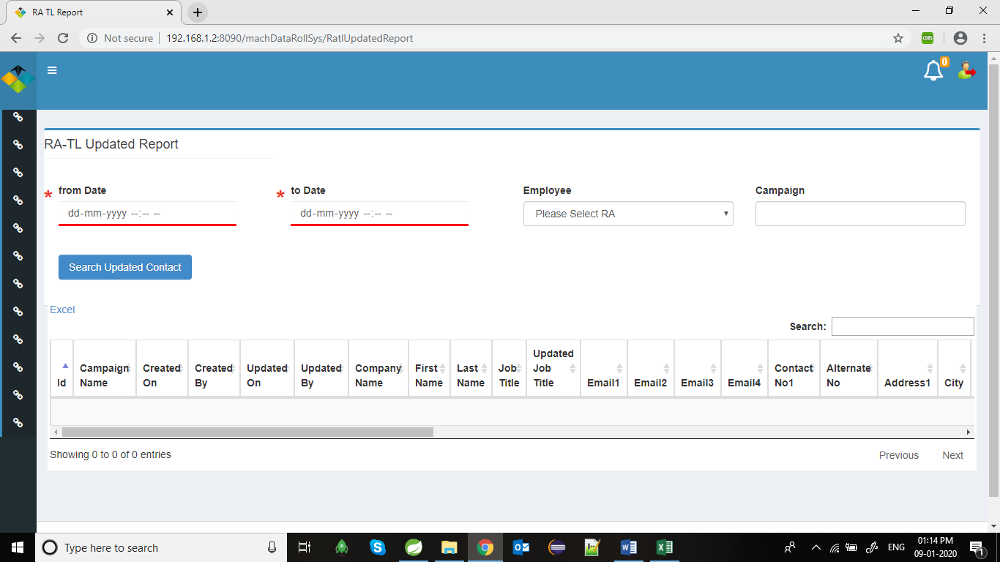 RA TL Report
Not secure 192.168.1.2:8090/machDataRollSys/RatlUpdatedReport
CORS
0
RA-TL Updated Report
* from Date
* to Date
Employee
Campaign
dd-mm-yyyy --:-- --
dd-mm-yyyy --:-- --
Please Select RA
Search Updated Contact
Excel
Search:
Id
Campaign Name
Created On
Created By
Updated On
Updated By
Company Name
First Name
Last Name
Job Title
Updated Job Title
Email1
Email2
Email3
Email4
Contact No1
Alternate No
Address1
City
Showing 0 to 0 of 0 entries
Previous
Next
Type here to search
ENG
01:14 PM
09-01-2020
1